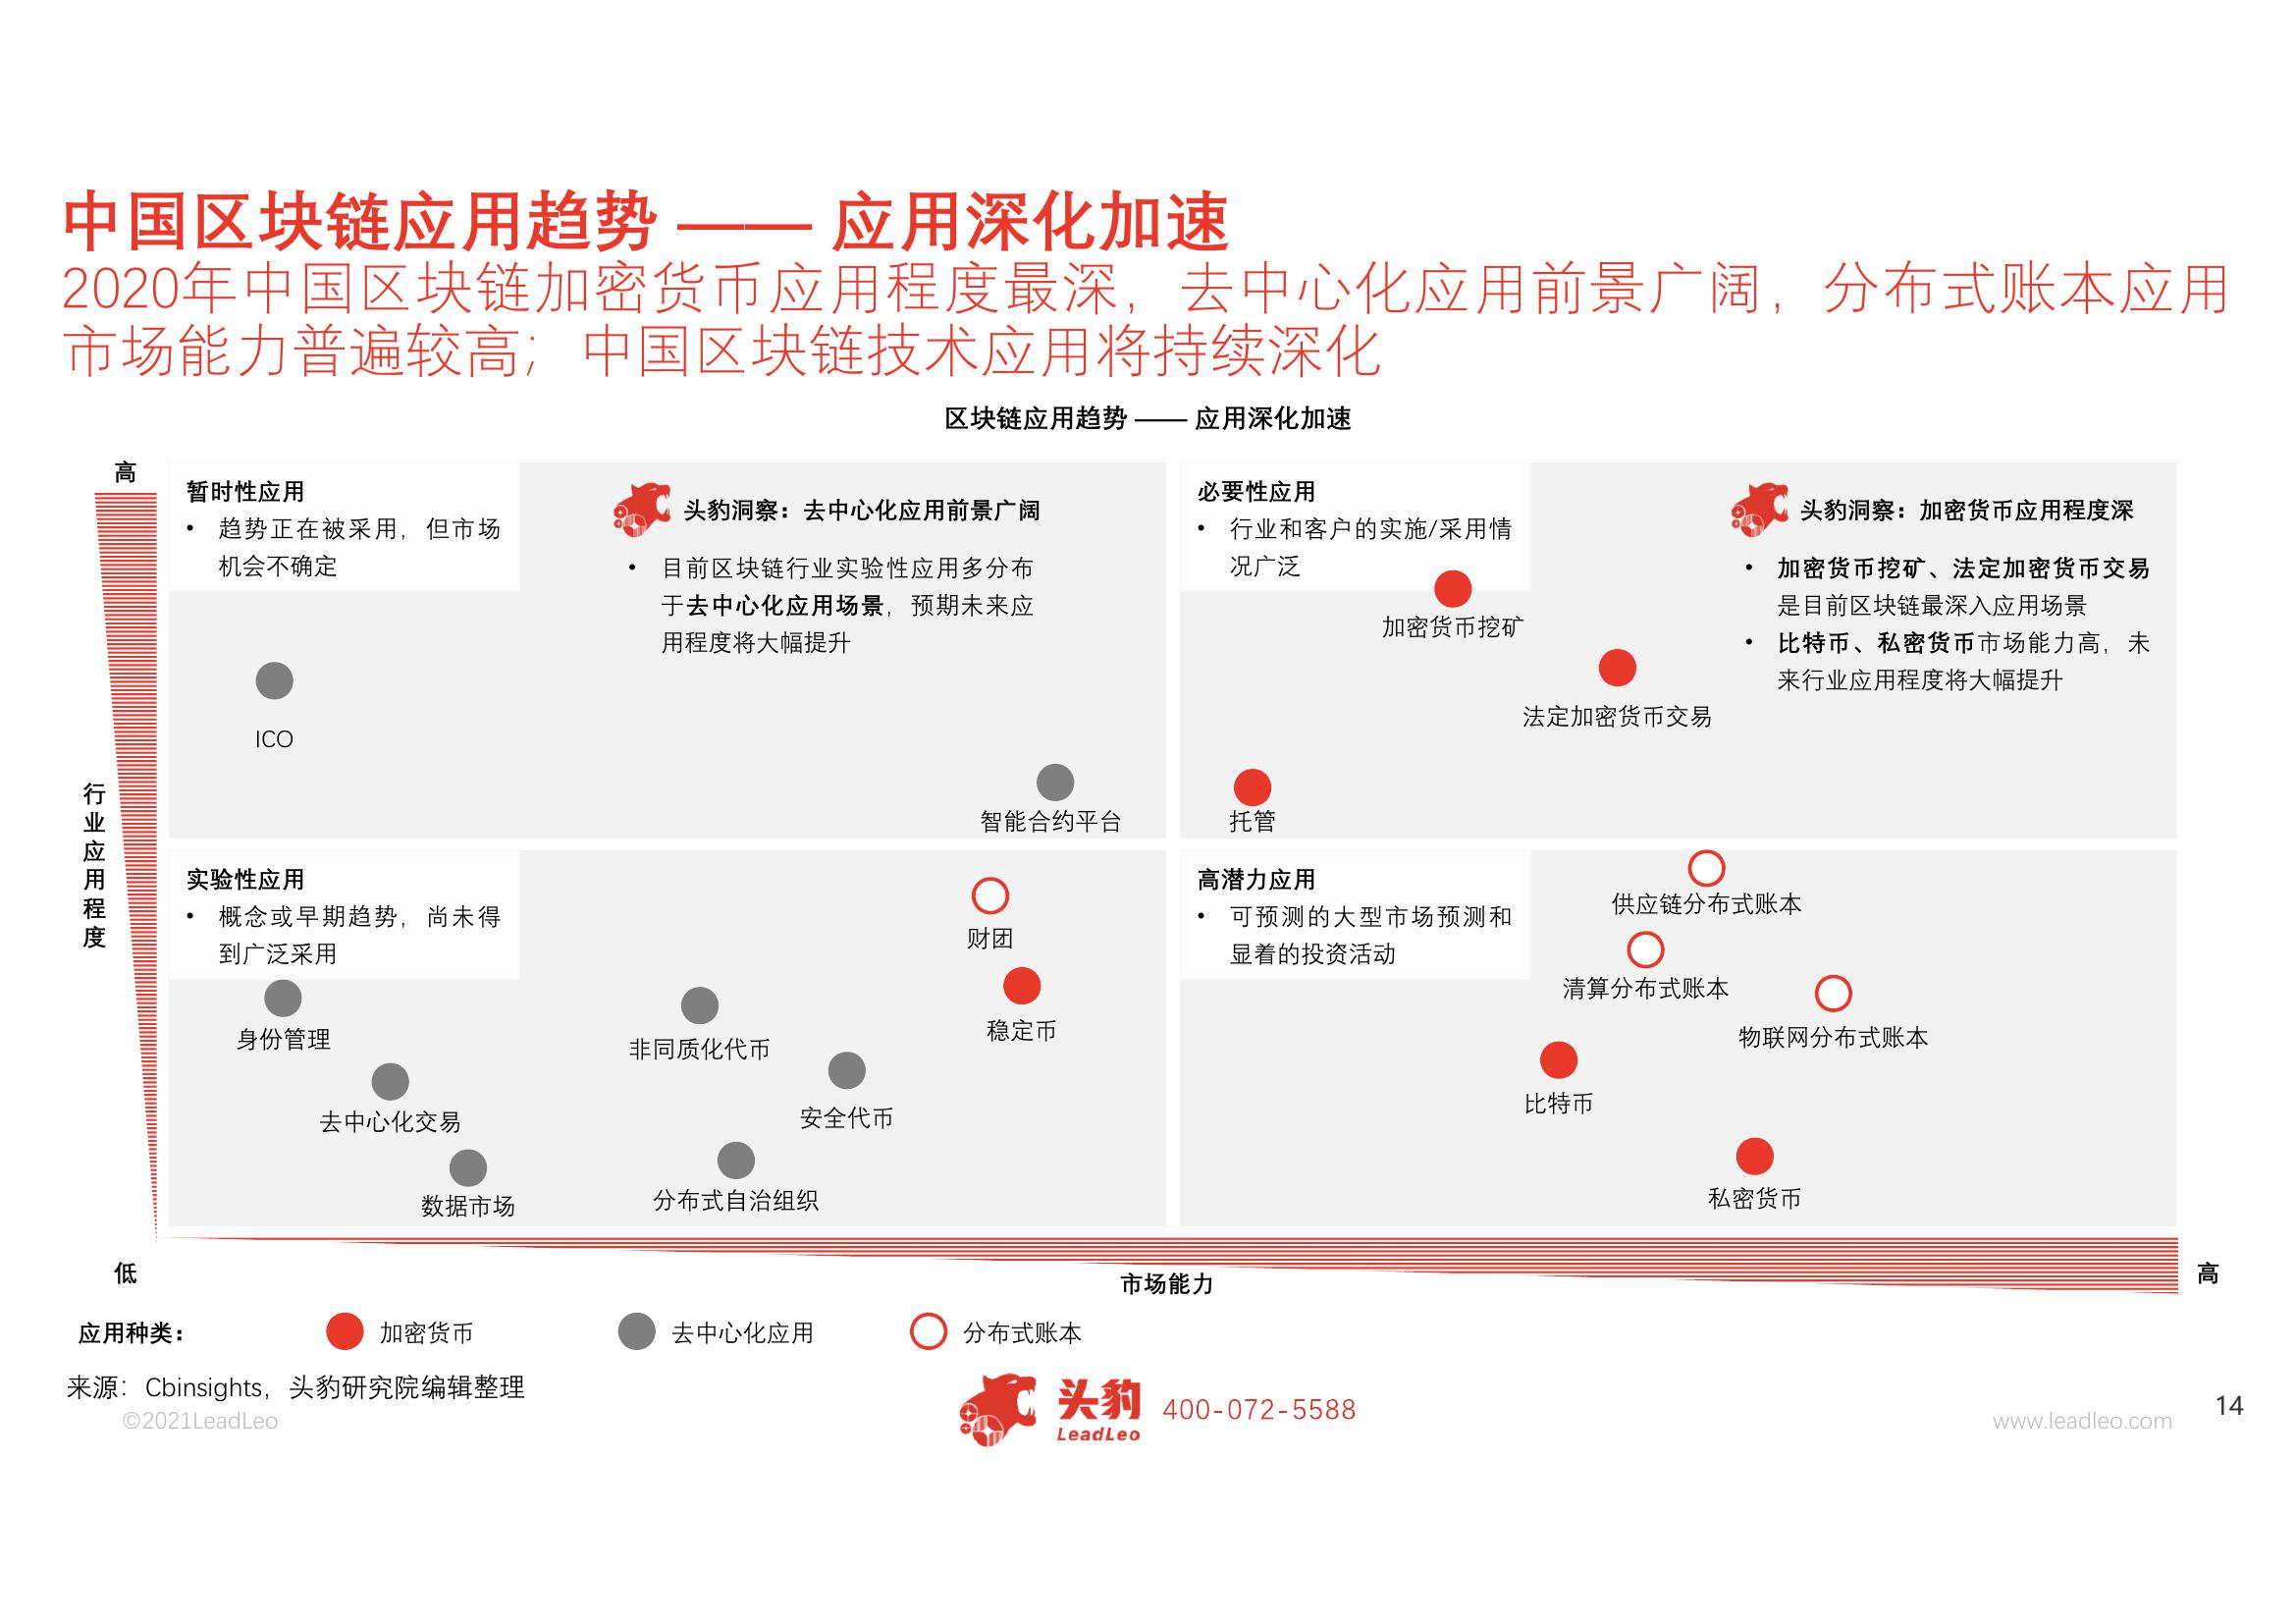 中国区块链应用趋势 —— 应用深化加速
2020年中国区块链加密货币应用程度最深，去中心化应用前景广阔，分布式账本应用
市场能力普遍较高；中国区块链技术应用将持续深化
区块链应用趋势 —— 应用深化加速
高
行业应用程度
暂时性应用
• 趋势正在被采用，但市场
机会不确定
头豹洞察：去中心化应用前景广阔
• 目前区块链行业实验性应用多分布
于去中心化应用场景，预期未来应
用程度将大幅提升
ICO
智能合约平台
必要性应用
• 行业和客户的实施/采用情
况广泛
头豹洞察：加密货币应用程度深
• 加密货币挖矿、法定加密货币交易
是目前区块链最深入应用场景
• 比特币、私密货币市场能力高，未
来行业应用程度将大幅提升
加密货币挖矿
法定加密货币交易
托管
实验性应用
• 概念或早期趋势，尚未得
到广泛采用
财团
稳定币
身份管理
非同质化代币
去中心化交易
安全代币
数据市场
分布式自治组织
高潜力应用
• 可预测的大型市场预测和
显着的投资活动
供应链分布式账本
清算分布式账本
物联网分布式账本
比特币
私密货币
低
市场能力
高
应用种类：
加密货币
去中心化应用
分布式账本
来源：Cbinsights，头豹研究院编辑整理
©2021LeadLeo
头豹
LeadLeo
400-072-5588
www.leadleo.com
14